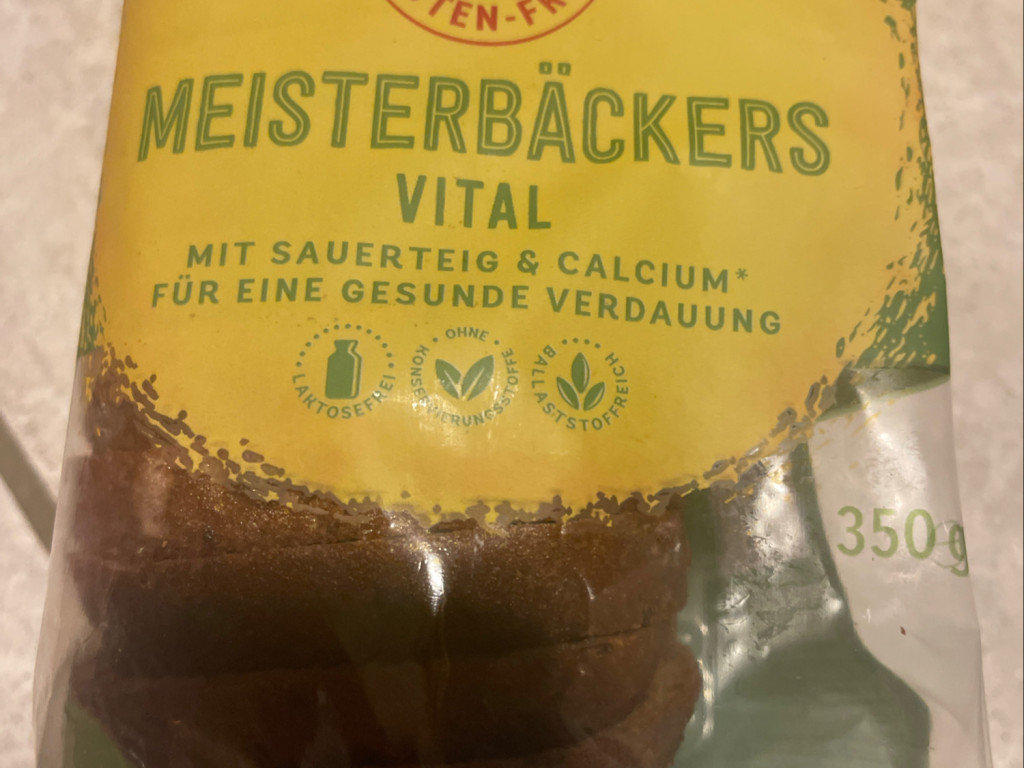 MEISTERBÄCKERS
VITAL
MIT SAUERTEIG & CALCIUM*
FÜR EINE GESUNDE VERDAUUNG
LAKTOSEFREI
OHNE KONSERVIERUNGSSTOFFE
BALLASTSTOFFREICH
350g